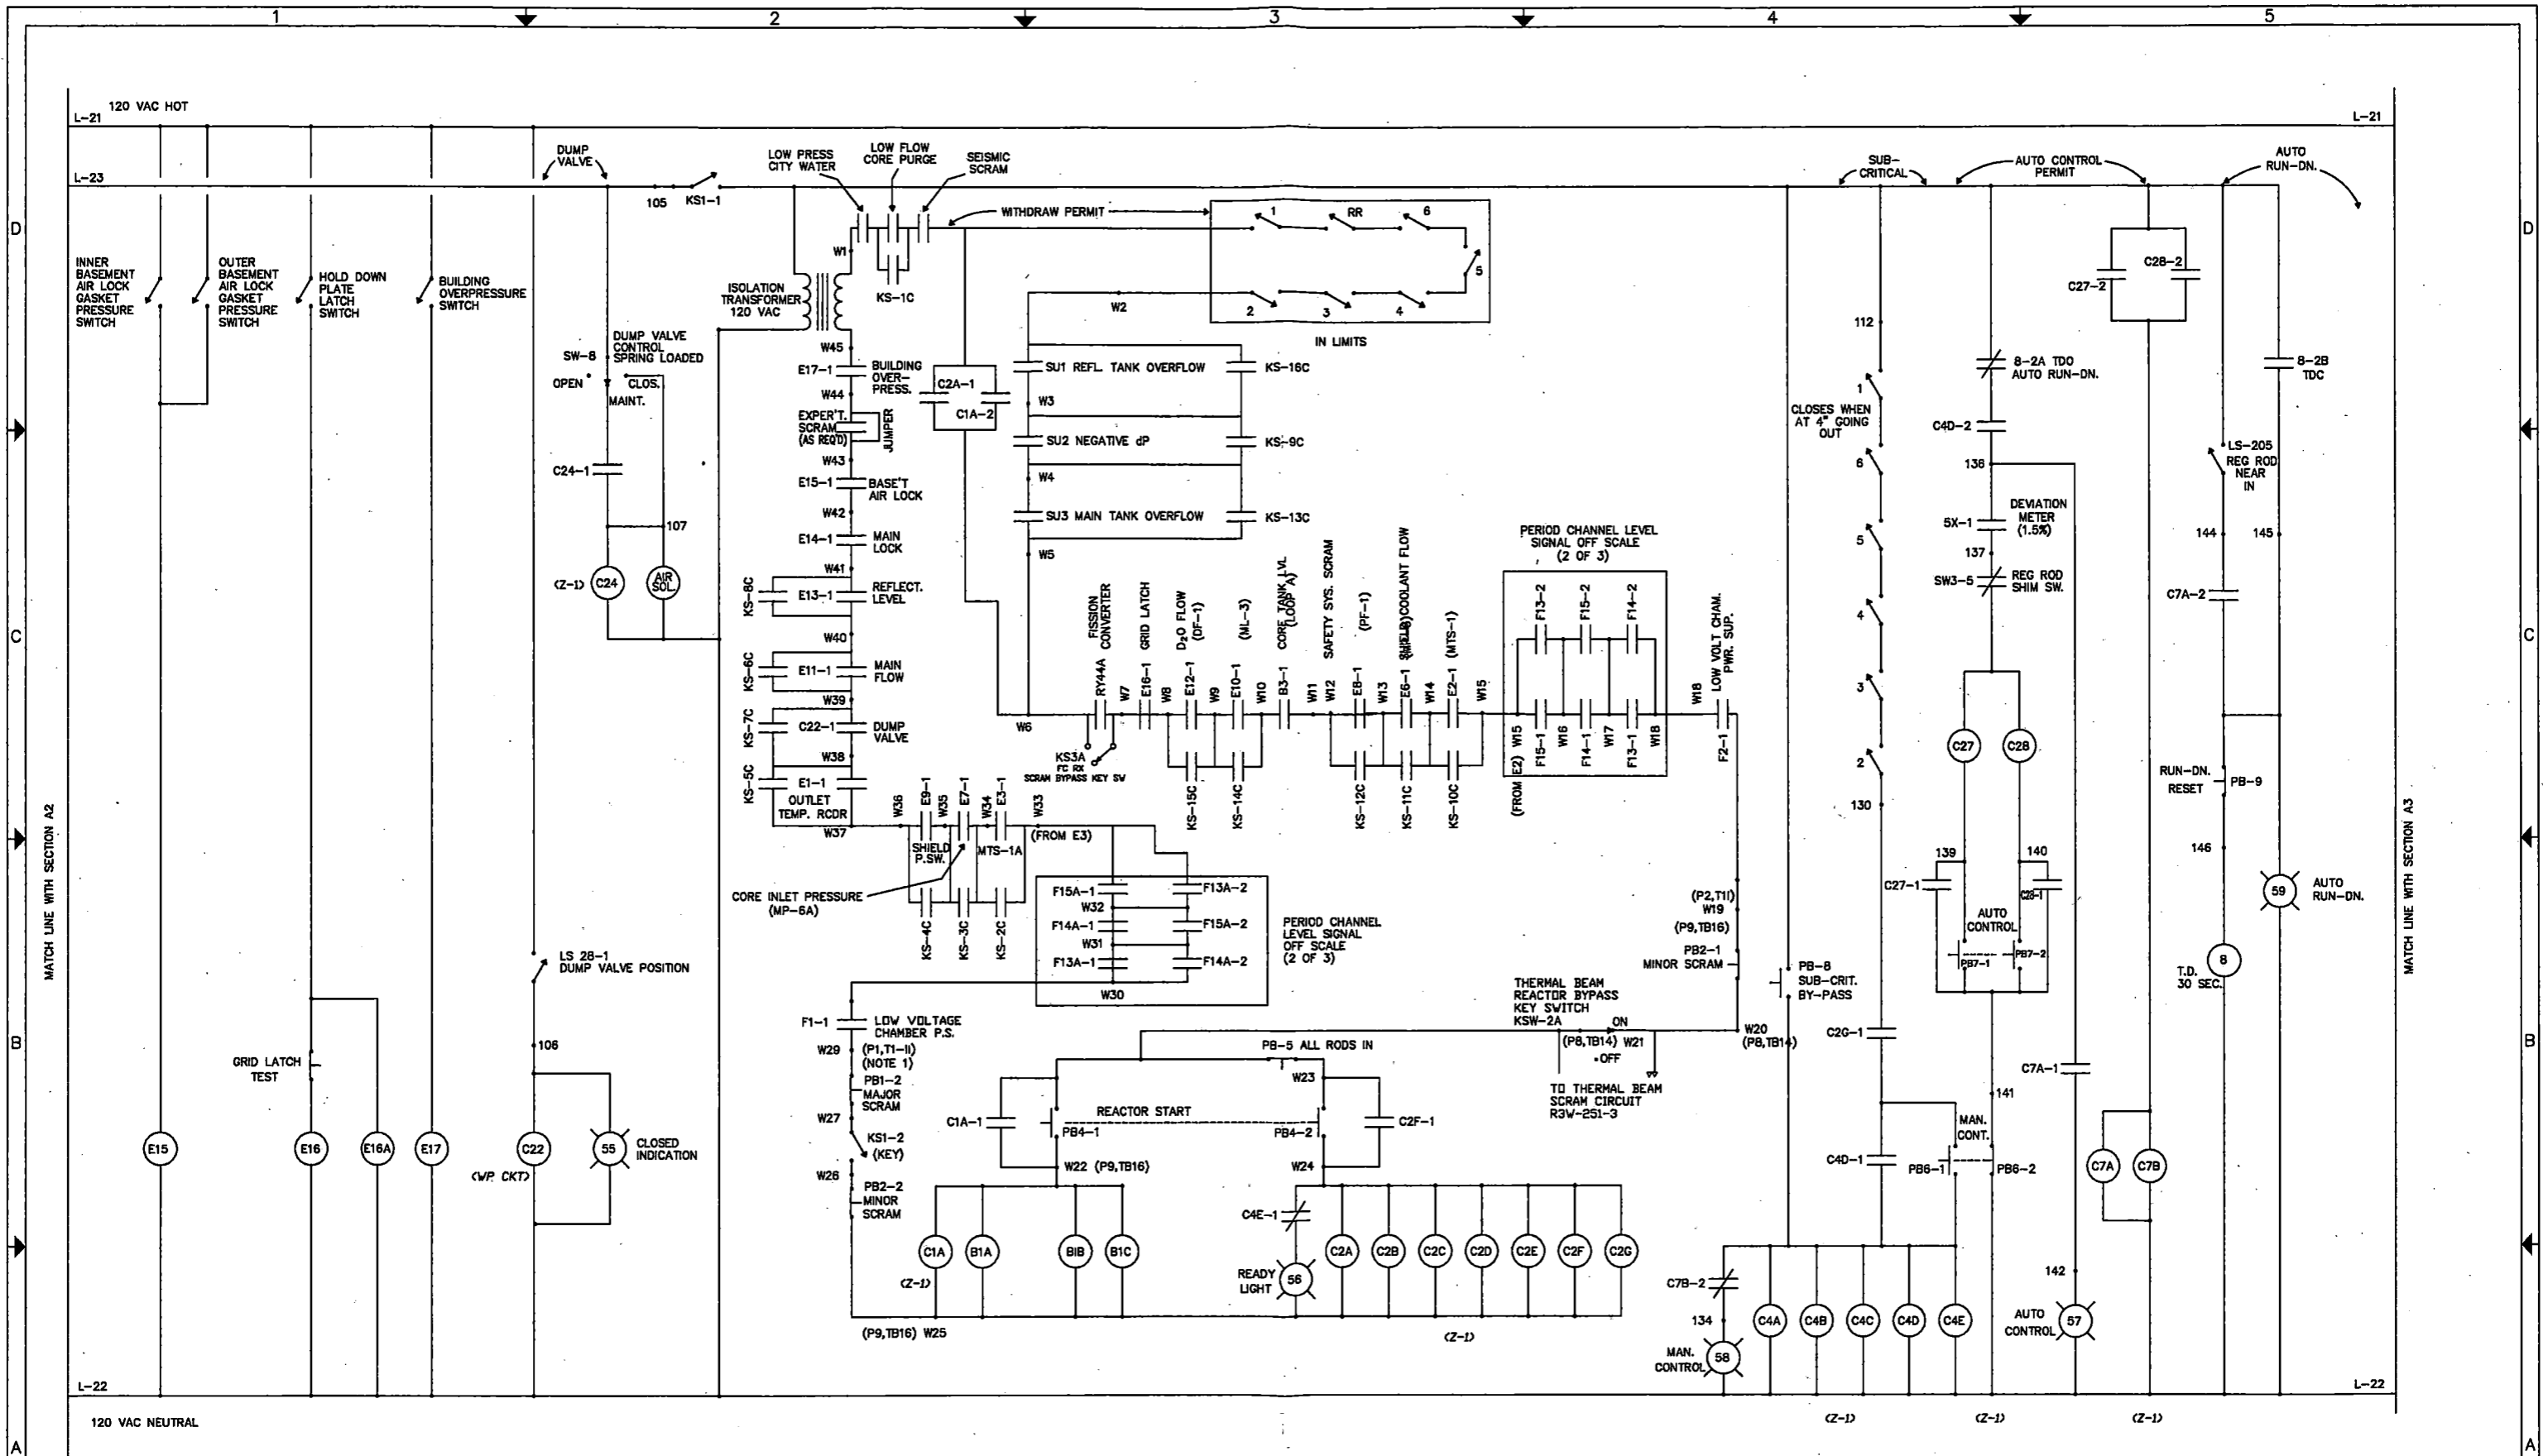 1
2
3
4
5
D
C
B
A
D
C
B
A
MATCH LINE WITH SECTION A2
MATCH LINE WITH SECTION A3
120 VAC HOT
L-21
L-21
L-23
DUMP
VALVE
105
KS1-1
LOW PRESS
CITY WATER
LOW FLOW
CORE PURGE
SEISMIC
SCRAM
WITHDRAW PERMIT
SUB-
CRITICAL
AUTO CONTROL
PERMIT
AUTO
RUN-DN.
INNER
BASEMENT
AIR LOCK
GASKET
PRESSURE
SWITCH
OUTER
BASEMENT
AIR LOCK
GASKET
PRESSURE
SWITCH
HOLD DOWN
PLATE
LATCH
SWITCH
BUILDING
OVERPRESSURE
SWITCH
SW-8
DUMP VALVE
CONTROL
SPRING LOADED
OPEN
CLOS.
MAINT.
C24-1
107
(Z-1)
C24
AIR
SOL.
ISOLATION
TRANSFORMER
120 VAC
W1
KS-1C
1
RR
6
5
2
3
4
W2
IN LIMITS
W45
E17-1
BUILDING
OVER-
PRESS.
W44
EXPER'T.
SCRAM
(AS REQ'D)
JUMPER
W43
E15-1
BASE'T
AIR LOCK
W42
E14-1
MAIN
LOCK
W41
KS-8C
E13-1
REFLECT.
LEVEL
W40
KS-6C
E11-1
MAIN
FLOW
W39
KS-7C
C22-1
DUMP
VALVE
W38
KS-5C
E1-1
OUTLET
TEMP. RCDR
W37
C2A-1
C1A-2
SU1 REFL. TANK OVERFLOW
KS-16C
W3
SU2 NEGATIVE dP
KS-9C
W4
SU3 MAIN TANK OVERFLOW
KS-13C
W5
W6
FISSION
CONVERTER
RY44A
KS3A
FC RX
SCRAM BYPASS KEY SW
W7
GRID LATCH
E16-1
W8
D2O FLOW
(DF-1)
E12-1
KS-15C
W9
(ML-3)
E10-1
KS-14C
W10
CORE TANK LVL
(LOOP A)
B3-1
W11
SAFETY SYS. SCRAM
W12
(PF-1)
E8-1
KS-12C
W13
SHIELD COOLANT FLOW
E6-1
KS-11C
W14
(MTS-1)
E2-1
KS-10C
W15
PERIOD CHANNEL LEVEL
SIGNAL OFF SCALE
(2 OF 3)
F13-2
F15-2
F14-2
(FROM E2)
W15
F15-1
W16
F14-1
W17
F13-1
W18
W18
LOW VOLT CHAM.
PWR. SUP.
F2-1
W36
E9-1
W35
E7-1
W34
E3-1
W33
(FROM E3)
SHIELD
P.SW.
MTS-1A
CORE INLET PRESSURE
(MP-6A)
KS-4C
KS-3C
KS-2C
F15A-1
F13A-2
W32
F14A-1
F15A-2
W31
F13A-1
F14A-2
W30
PERIOD CHANNEL
LEVEL SIGNAL
OFF SCALE
(2 OF 3)
F1-1
LOW VOLTAGE
CHAMBER P.S.
W29
(P1,T1-II)
(NOTE 1)
PB1-2
MAJOR
SCRAM
W27
KS1-2
(KEY)
W26
PB2-2
MINOR
SCRAM
(P9,TB16) W25
(P2,T1I)
W19
(P9,TB16)
PB2-1
MINOR SCRAM
THERMAL BEAM
REACTOR BYPASS
KEY SWITCH
KSW-2A
ON
OFF
(P8,TB14) W21
W20
(P8,TB14)
TO THERMAL BEAM
SCRAM CIRCUIT
R3W-251-3
PB-5 ALL RODS IN
W23
C1A-1
REACTOR START
PB4-1
PB4-2
C2F-1
W22 (P9,TB16)
W24
C1A
B1A
B1B
B1C
(Z-1)
C4E-1
READY
LIGHT
56
C2A
C2B
C2C
C2D
C2E
C2F
C2G
(Z-1)
LS 28-1
DUMP VALVE POSITION
106
GRID LATCH
TEST
E15
E16
E16A
E17
C22
(WP. CKT)
55
CLOSED
INDICATION
PB-8
SUB-CRIT.
BY-PASS
112
1
CLOSES WHEN
AT 4" GOING
OUT
6
5
4
3
2
130
C2G-1
C4D-1
MAN.
CONT.
PB6-1
PB6-2
C7B-2
134
MAN.
CONTROL
58
C4A
C4B
C4C
C4D
C4E
8-2A TDO
AUTO RUN-DN.
C4D-2
136
5X-1
DEVIATION
METER
(1.5%)
137
SW3-5
REG ROD
SHIM SW.
C27
C28
139
140
C27-1
C28-1
AUTO
CONTROL
PB7-1
PB7-2
141
C7A-1
142
AUTO
CONTROL
57
C27-2
C28-2
C7A
C7B
8-2B
TDC
LS-205
REG ROD
NEAR
IN
144
145
C7A-2
RUN-DN.
RESET
PB-9
146
T.D.
30 SEC.
8
59
AUTO
RUN-DN.
L-22
L-22
120 VAC NEUTRAL
(Z-1)
(Z-1)
(Z-1)